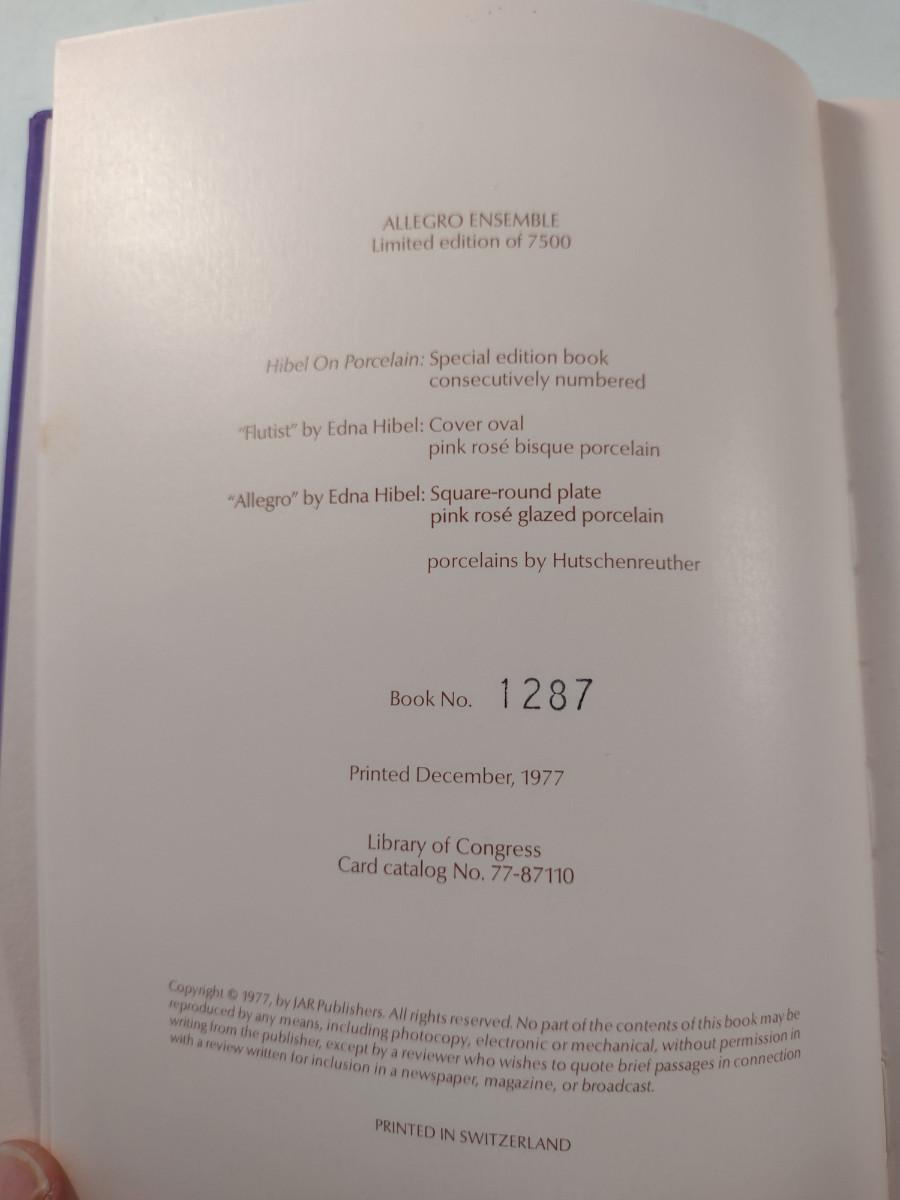 ALLEGRO ENSEMBLE
Limited edition of 7500
Hibel On Porcelain: Special edition book
consecutively numbered
"Flutist" by Edna Hibel: Cover oval
pink rosé bisque porcelain
"Allegro" by Edna Hibel: Square-round plate
pink rosé glazed porcelain
porcelains by Hutschenreuther
Book No. 1287
Printed December, 1977
Library of Congress
Card catalog No. 77-87110
Copyright © 1977, by JAR Publishers. All rights reserved. No part of the contents of this book may be
reproduced by any means, including photocopy, electronic or mechanical, without permission in
writing from the publisher, except by a reviewer who wishes to quote brief passages in connection
with a review written for inclusion in a newspaper, magazine, or broadcast.
PRINTED IN SWITZERLAND